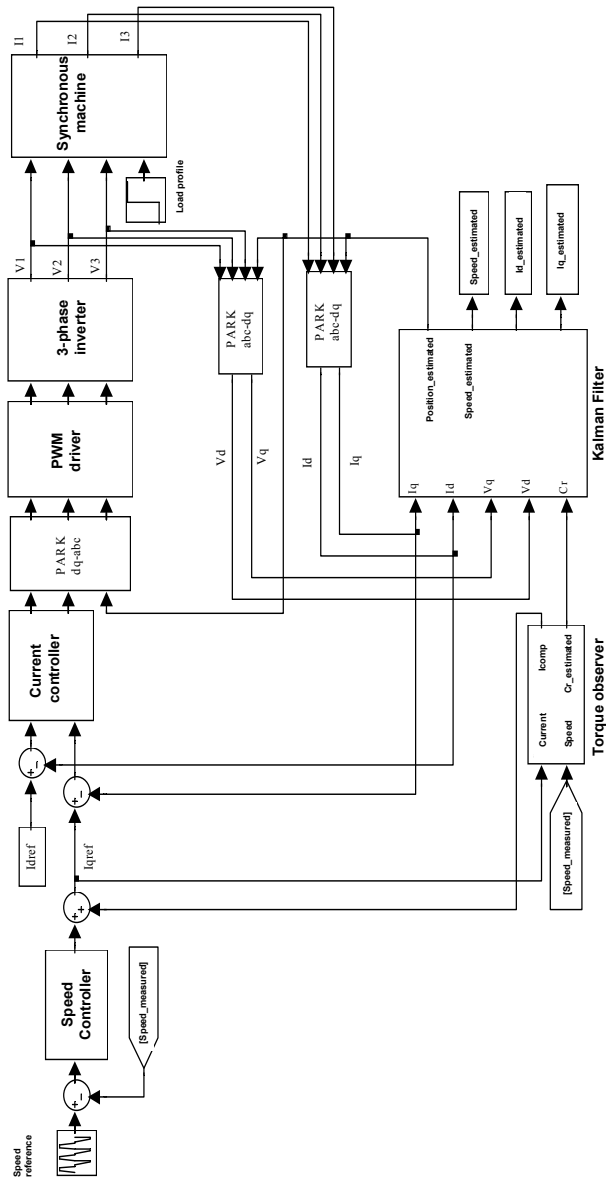 Speed
reference
Speed
Controller
[Speed_measured]
Idref
Iqref
Current
controller
PARK
dq-abc
PWM
driver
3-phase
inverter
V1
V2
V3
Synchronous
machine
I1
I2
I3
Load profile
PARK
abc-dq
PARK
abc-dq
Vd
Vq
Id
Iq
Current
Icomp
Speed
Cr_estimated
Torque observer
[Speed_measured]
Iq
Id
Vq
Vd
Cr
Position_estimated
Speed_estimated
Kalman Filter
Speed_estimated
Id_estimated
Iq_estimated